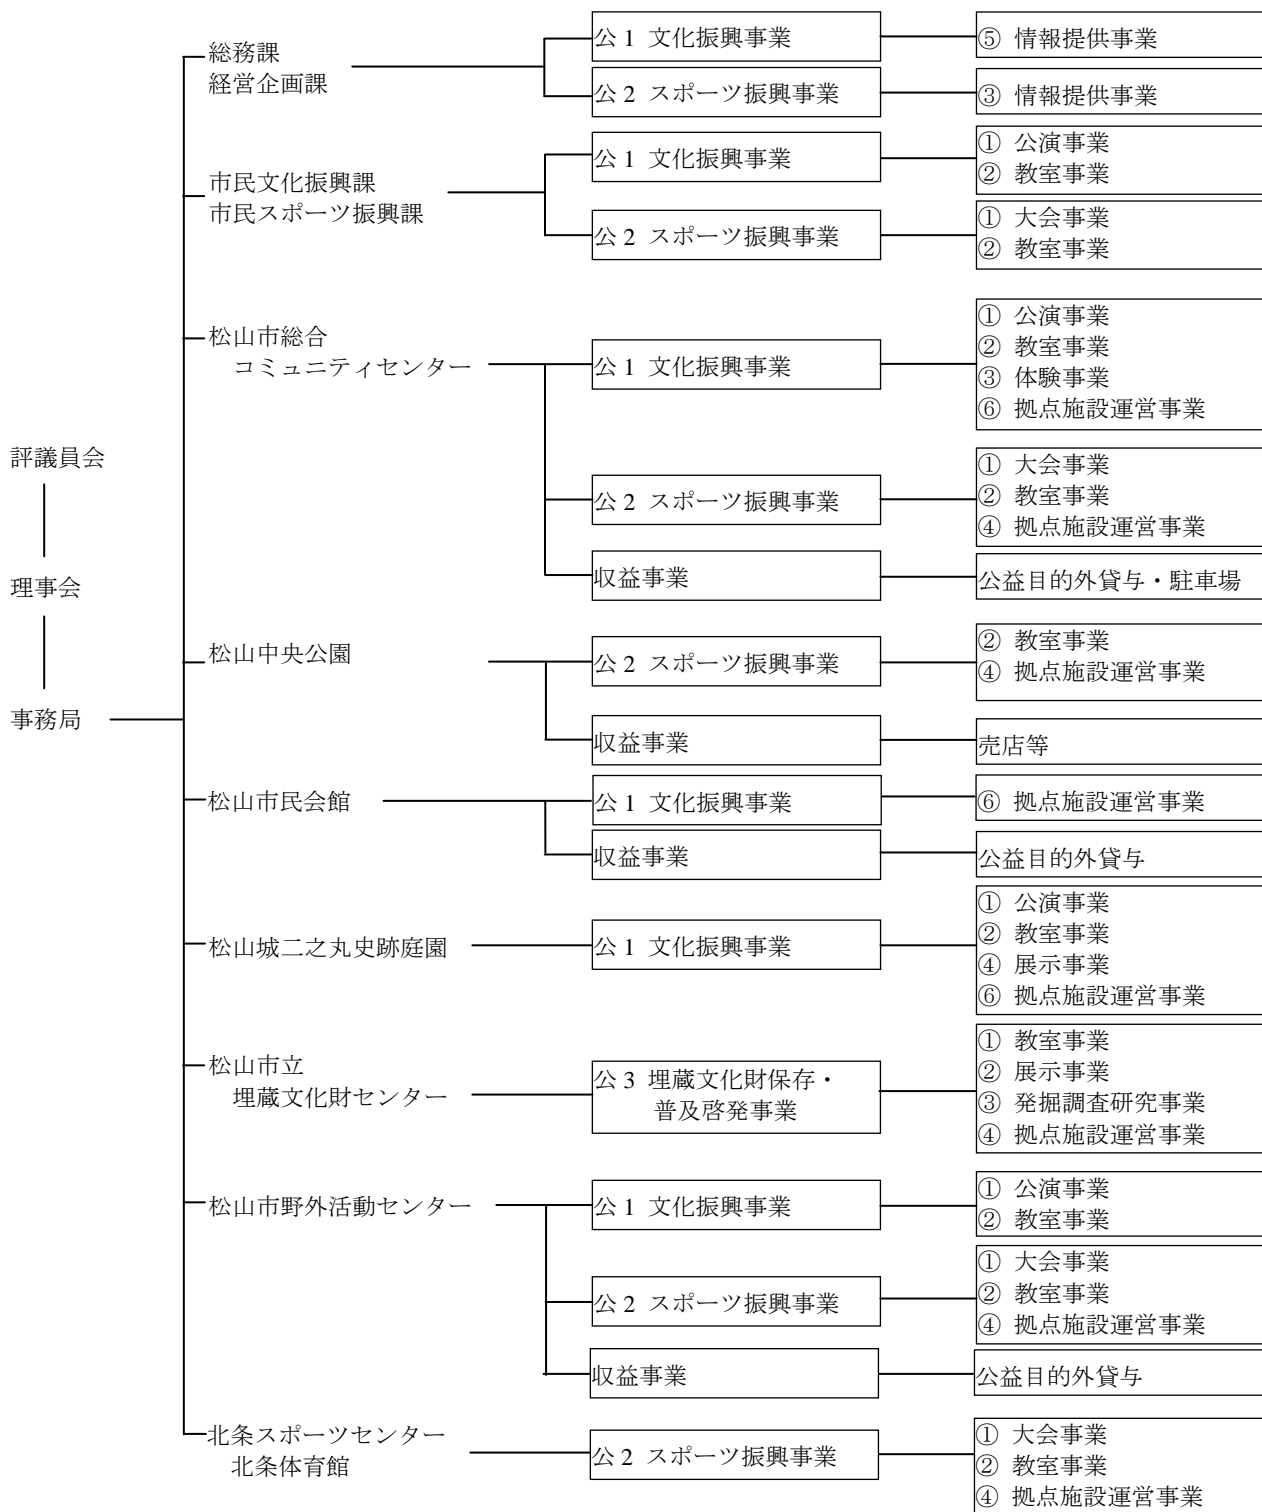 評議員会
理事会
事務局
総務課
経営企画課
公 1 文化振興事業
⑤ 情報提供事業
公 2 スポーツ振興事業
③ 情報提供事業
市民文化振興課
市民スポーツ振興課
公 1 文化振興事業
① 公演事業
② 教室事業
公 2 スポーツ振興事業
① 大会事業
② 教室事業
松山市総合
コミュニティセンター
公 1 文化振興事業
① 公演事業
② 教室事業
③ 体験事業
⑥ 拠点施設運営事業
公 2 スポーツ振興事業
① 大会事業
② 教室事業
④ 拠点施設運営事業
収益事業
公益目的外貸与・駐車場
松山中央公園
公 2 スポーツ振興事業
② 教室事業
④ 拠点施設運営事業
収益事業
売店等
松山市民会館
公 1 文化振興事業
⑥ 拠点施設運営事業
収益事業
公益目的外貸与
松山城二之丸史跡庭園
公 1 文化振興事業
① 公演事業
② 教室事業
④ 展示事業
⑥ 拠点施設運営事業
松山市立
埋蔵文化財センター
公 3 埋蔵文化財保存・
普及啓発事業
① 教室事業
② 展示事業
③ 発掘調査研究事業
④ 拠点施設運営事業
松山市野外活動センター
公 1 文化振興事業
① 公演事業
② 教室事業
公 2 スポーツ振興事業
① 大会事業
② 教室事業
④ 拠点施設運営事業
収益事業
公益目的外貸与
北条スポーツセンター
北条体育館
公 2 スポーツ振興事業
① 大会事業
② 教室事業
④ 拠点施設運営事業